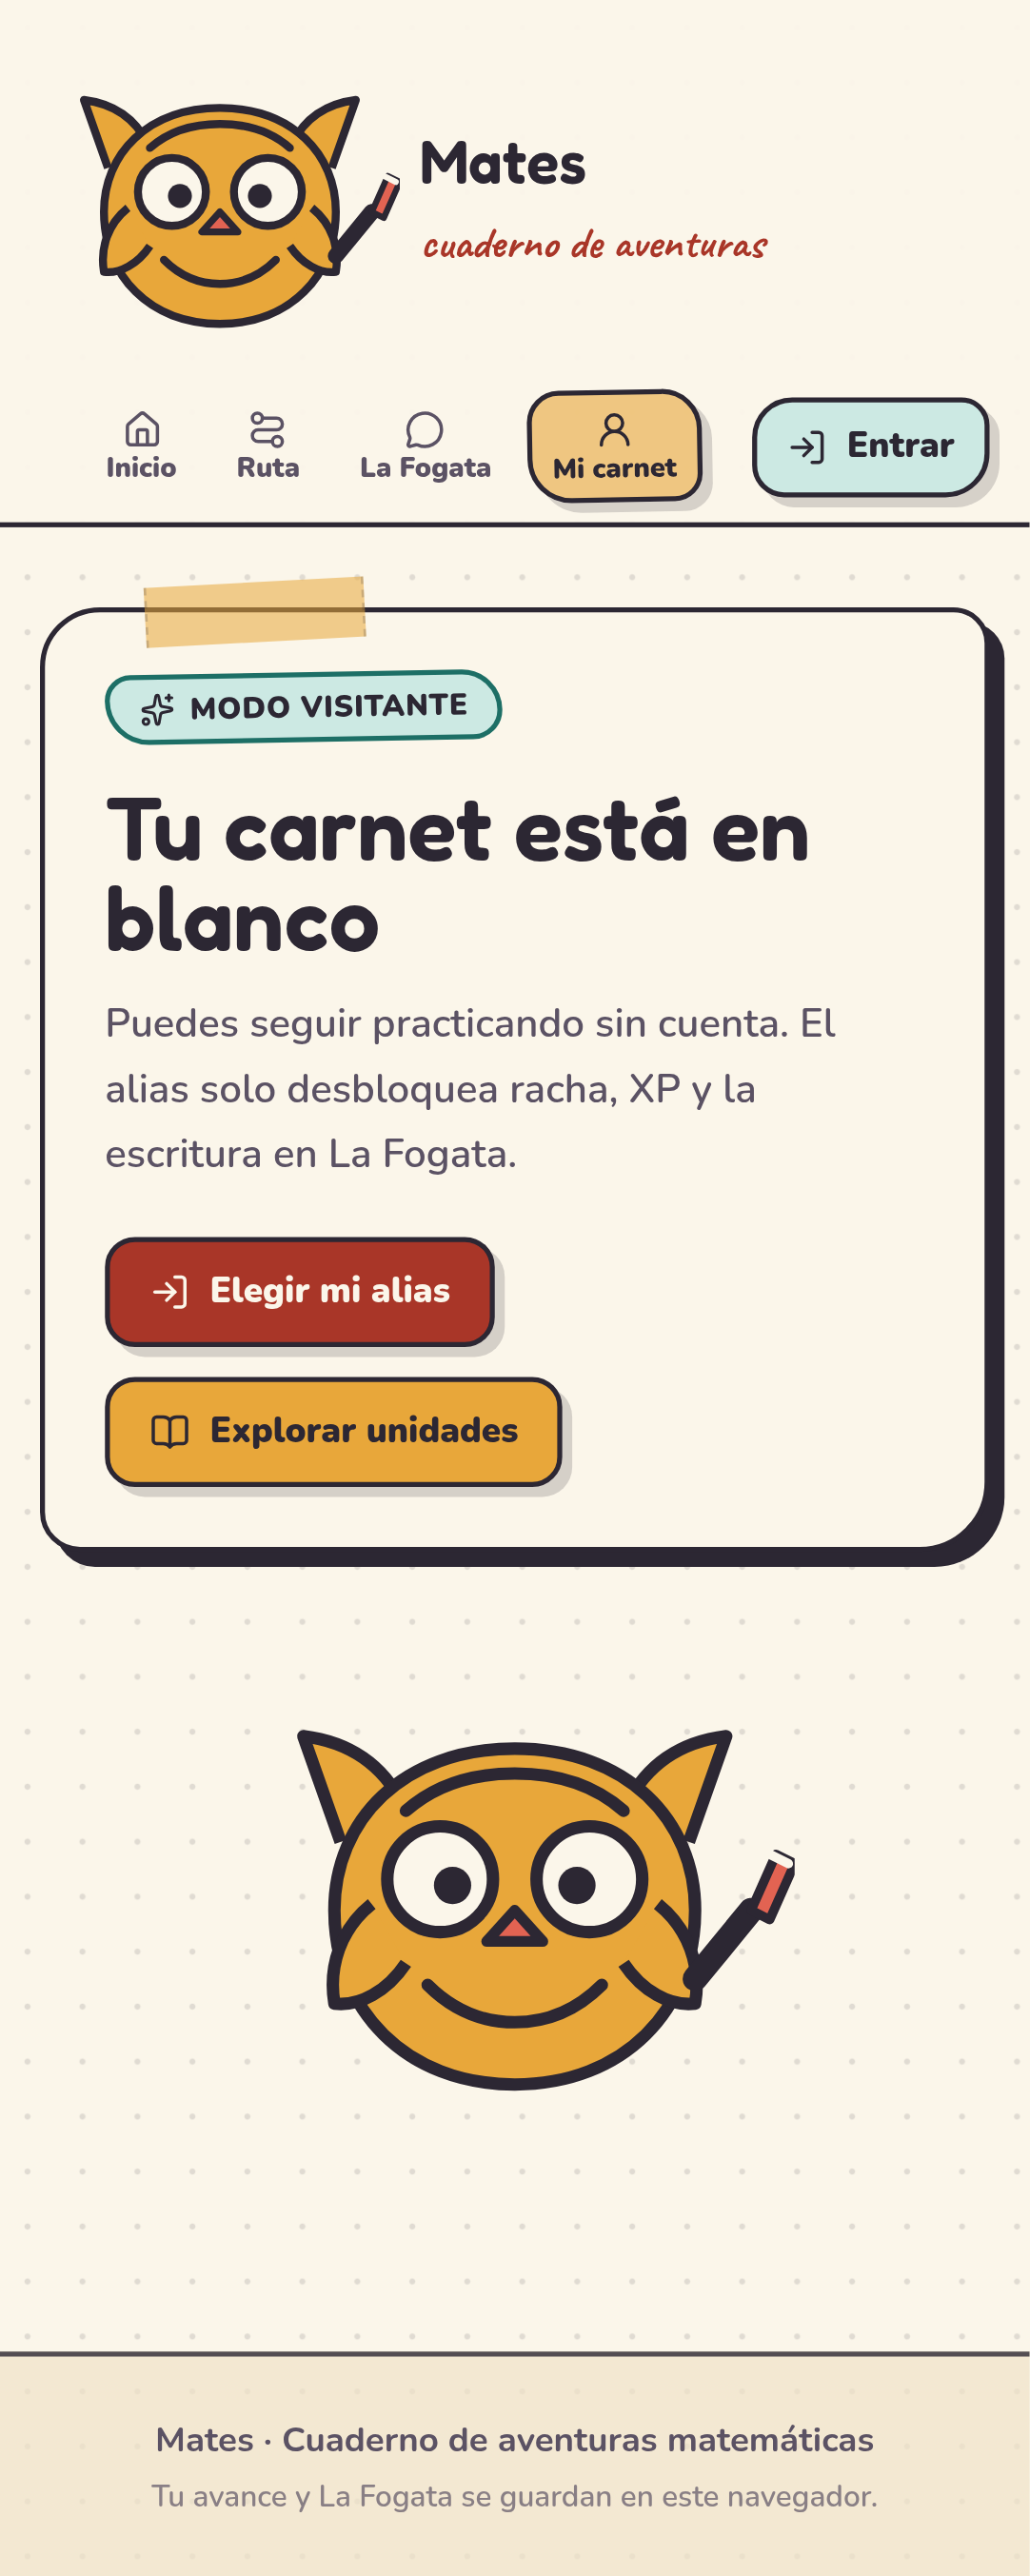 Mates
cuaderno de aventuras
Inicio
Ruta
La Fogata
Mi carnet
Entrar
MODO VISITANTE
Tu carnet está en
blanco
Puedes seguir practicando sin cuenta. El
alias solo desbloquea racha, XP y la
escritura en La Fogata.
Elegir mi alias
Explorar unidades
Mates · Cuaderno de aventuras matemáticas
Tu avance y La Fogata se guardan en este navegador.